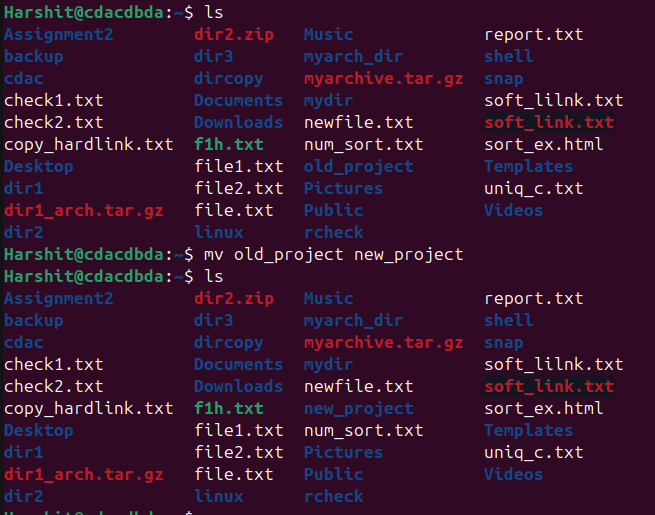 Harshit@cdacdbda:~$ ls
Assignment2 dir2.zip Music report.txt
backup dir3 myarch_dir shell
cdac dircopy myarchive.tar.gz snap
check1.txt Documents mydir soft_lilnk.txt
check2.txt Downloads newfile.txt soft_link.txt
copy_hardlink.txt f1h.txt num_sort.txt sort_ex.html
Desktop file1.txt old_project Templates
dir1 file2.txt Pictures uniq_c.txt
dir1_arch.tar.gz file.txt Public Videos
dir2 linux rcheck
Harshit@cdacdbda:~$ mv old_project new_project
Harshit@cdacdbda:~$ ls
Assignment2 dir2.zip Music report.txt
backup dir3 myarch_dir shell
cdac dircopy myarchive.tar.gz snap
check1.txt Documents mydir soft_lilnk.txt
check2.txt Downloads newfile.txt soft_link.txt
copy_hardlink.txt f1h.txt new_project sort_ex.html
Desktop file1.txt num_sort.txt Templates
dir1 file2.txt Pictures uniq_c.txt
dir1_arch.tar.gz file.txt Public Videos
dir2 linux rcheck